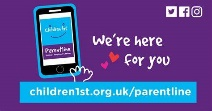 children 1st
Parentline
We're here
for you
children1st.org.uk/parentline